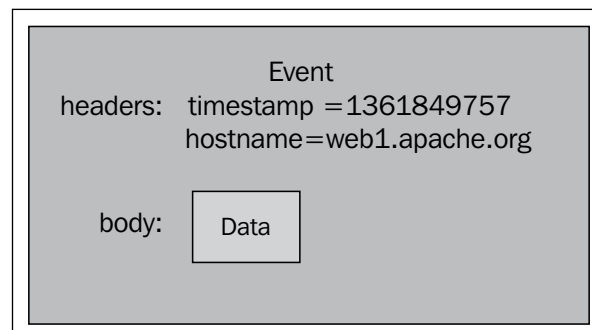 Event
headers: timestamp =1361849757
hostname=web1.apache.org
body: Data